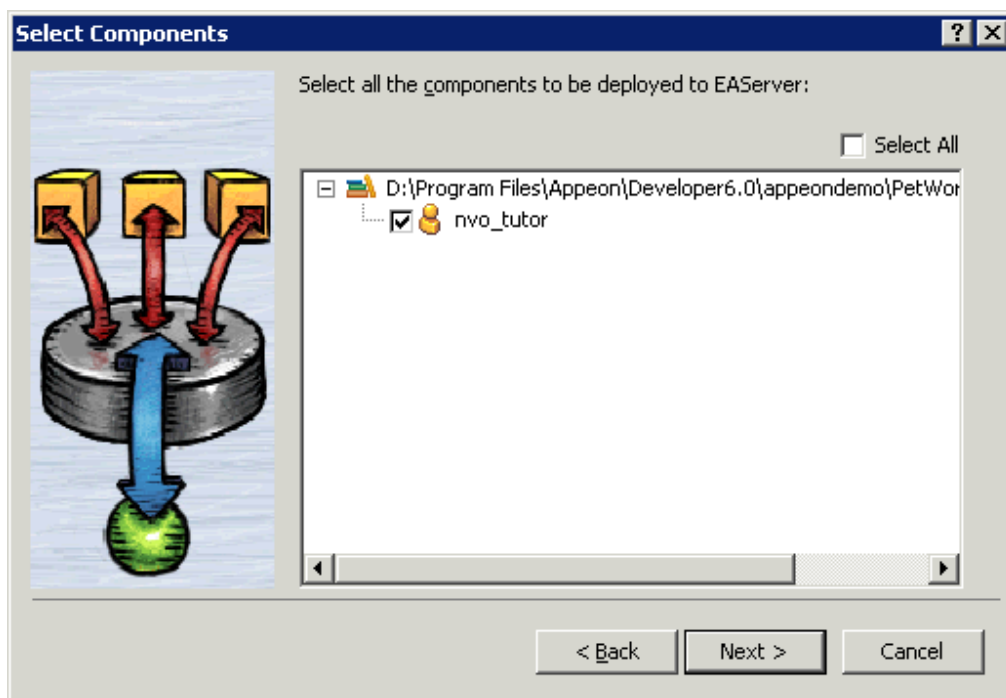 Select Components
Select all the components to be deployed to EAServer:
Select All
D:\Program Files\Appeon\Developer6.0\appeondemo\PetWor
nvo_tutor
< Back
Next >
Cancel